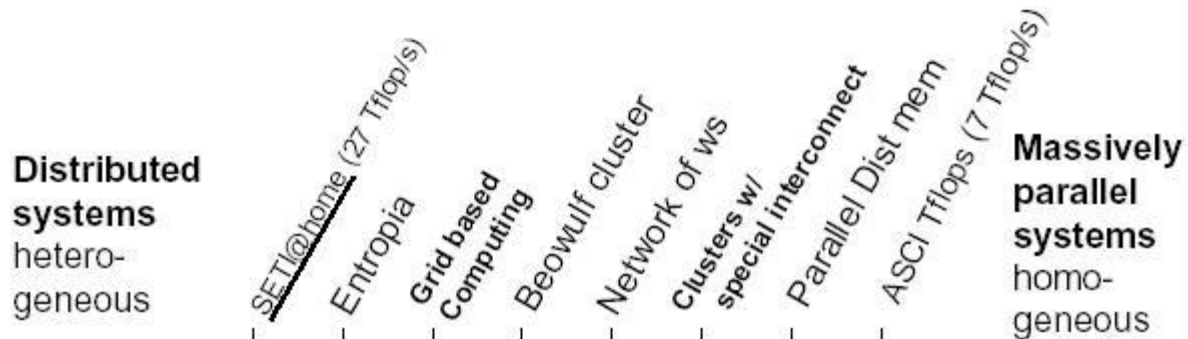 Distributed
systems
hetero-
geneous
SETI@home (27 Tflop/s)
Entropia
Grid based
Computing
Beowulf cluster
Network of ws
Clusters w/
special interconnect
Parallel Dist mem
ASCI Tflops (7 Tflop/s)
Massively
parallel
systems
homo-
geneous